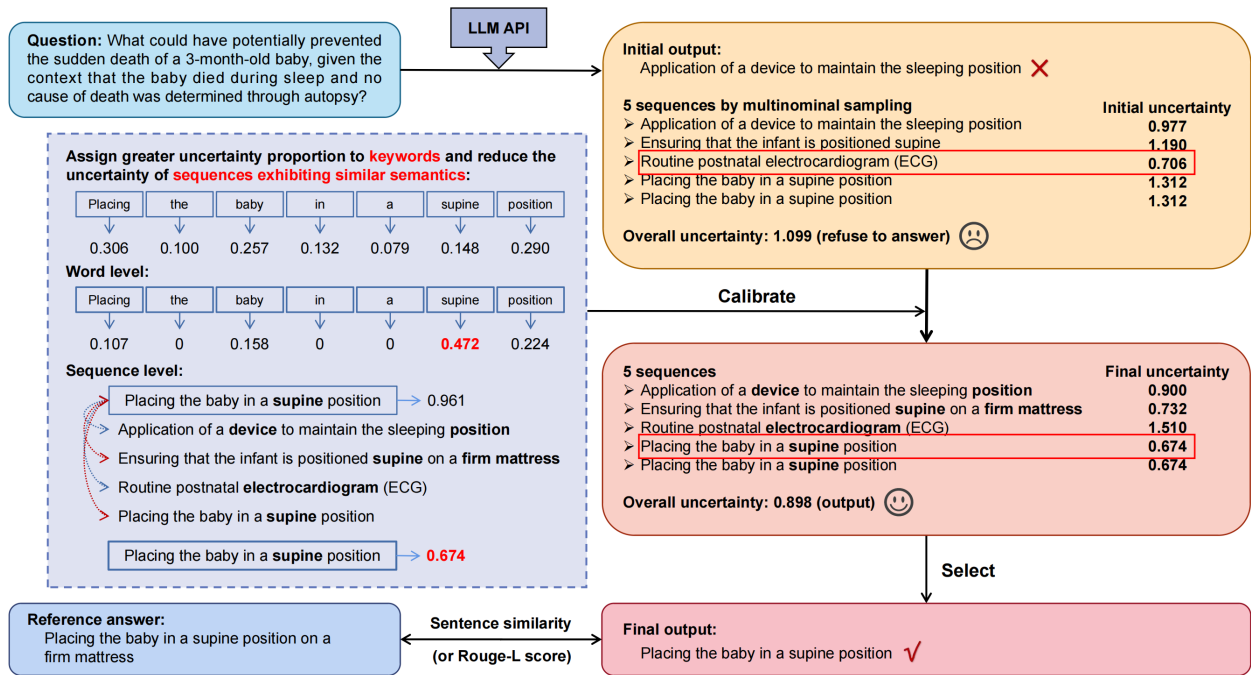 LLM API
Question: What could have potentially prevented
the sudden death of a 3-month-old baby, given the
context that the baby died during sleep and no
cause of death was determined through autopsy?
Initial output:
Application of a device to maintain the sleeping position
5 sequences by multinominal sampling Initial uncertainty
➢ Application of a device to maintain the sleeping position 0.977
➢ Ensuring that the infant is positioned supine 1.190
➢ Routine postnatal electrocardiogram (ECG) 0.706
➢ Placing the baby in a supine position 1.312
➢ Placing the baby in a supine position 1.312
Overall uncertainty: 1.099 (refuse to answer)
Assign greater uncertainty proportion to keywords and reduce the
uncertainty of sequences exhibiting similar semantics:
Placing the baby in a supine position
0.306 0.100 0.257 0.132 0.079 0.148 0.290
Word level:
Placing the baby in a supine position
0.107 0 0.158 0 0 0.472 0.224
Sequence level:
Placing the baby in a supine position 0.961
Application of a device to maintain the sleeping position
Ensuring that the infant is positioned supine on a firm mattress
Routine postnatal electrocardiogram (ECG)
Placing the baby in a supine position
Placing the baby in a supine position 0.674
Calibrate
5 sequences Final uncertainty
➢ Application of a device to maintain the sleeping position 0.900
➢ Ensuring that the infant is positioned supine on a firm mattress 0.732
➢ Routine postnatal electrocardiogram (ECG) 1.510
➢ Placing the baby in a supine position 0.674
➢ Placing the baby in a supine position 0.674
Overall uncertainty: 0.898 (output)
Select
Reference answer:
Placing the baby in a supine position on a
firm mattress
Sentence similarity
(or Rouge-L score)
Final output:
Placing the baby in a supine position √